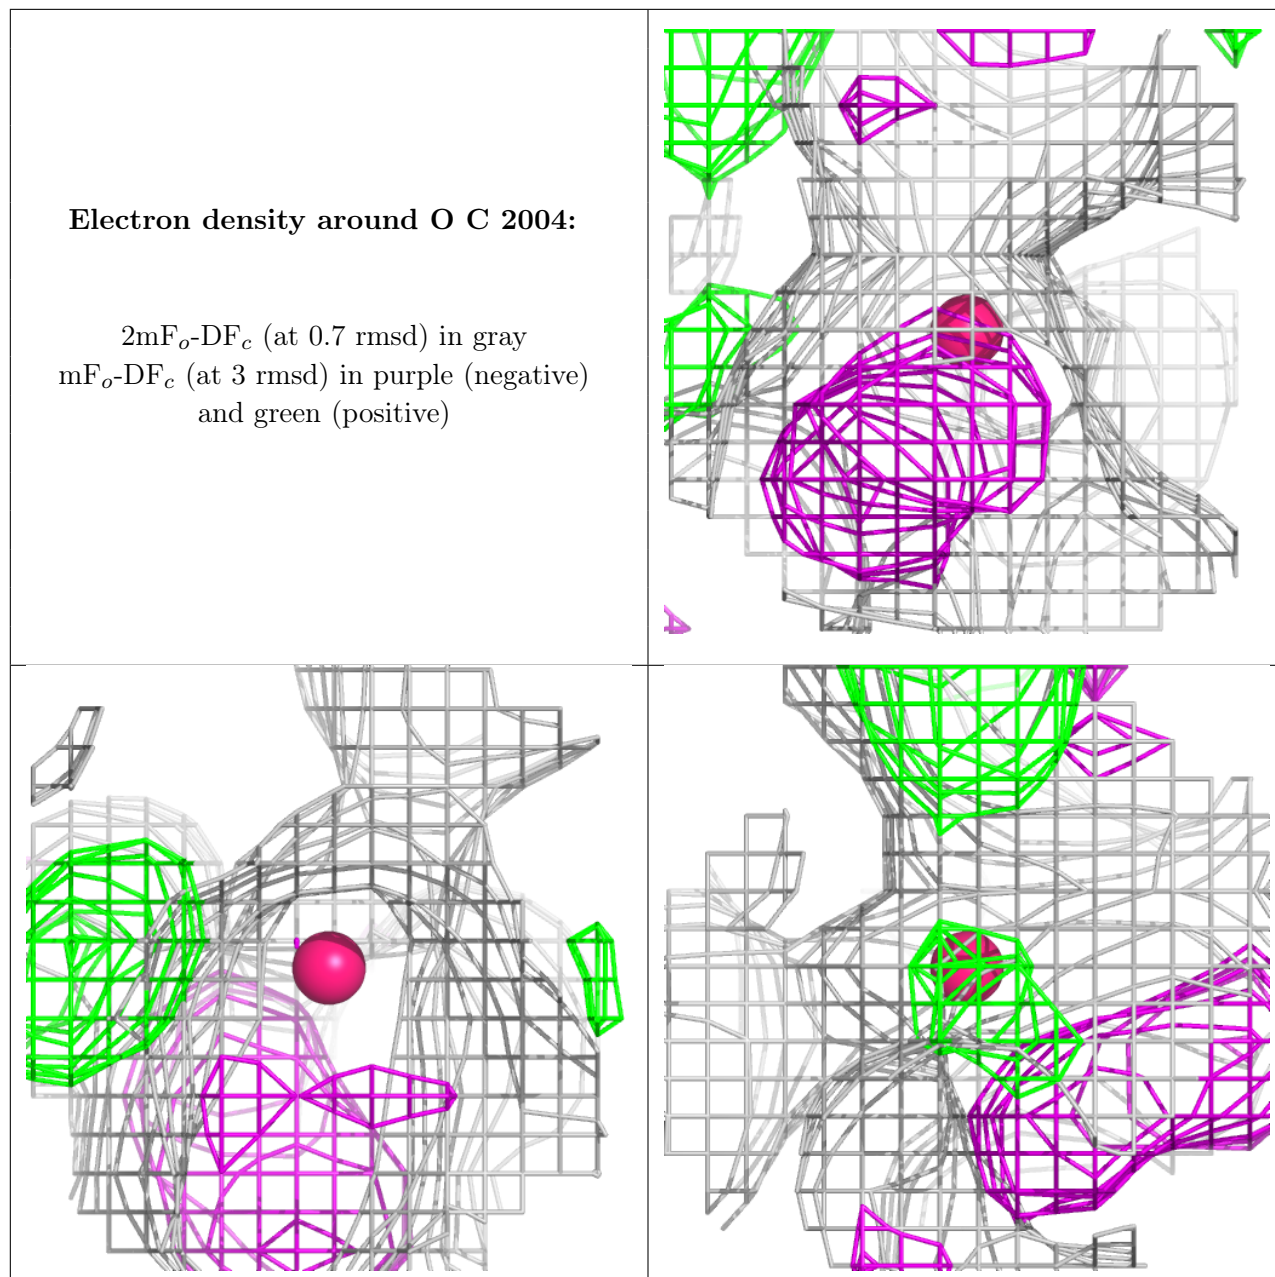 Electron density around O C 2004:
2mFo-DFc (at 0.7 rmsd) in gray
mFo-DFc (at 3 rmsd) in purple (negative)
and green (positive)